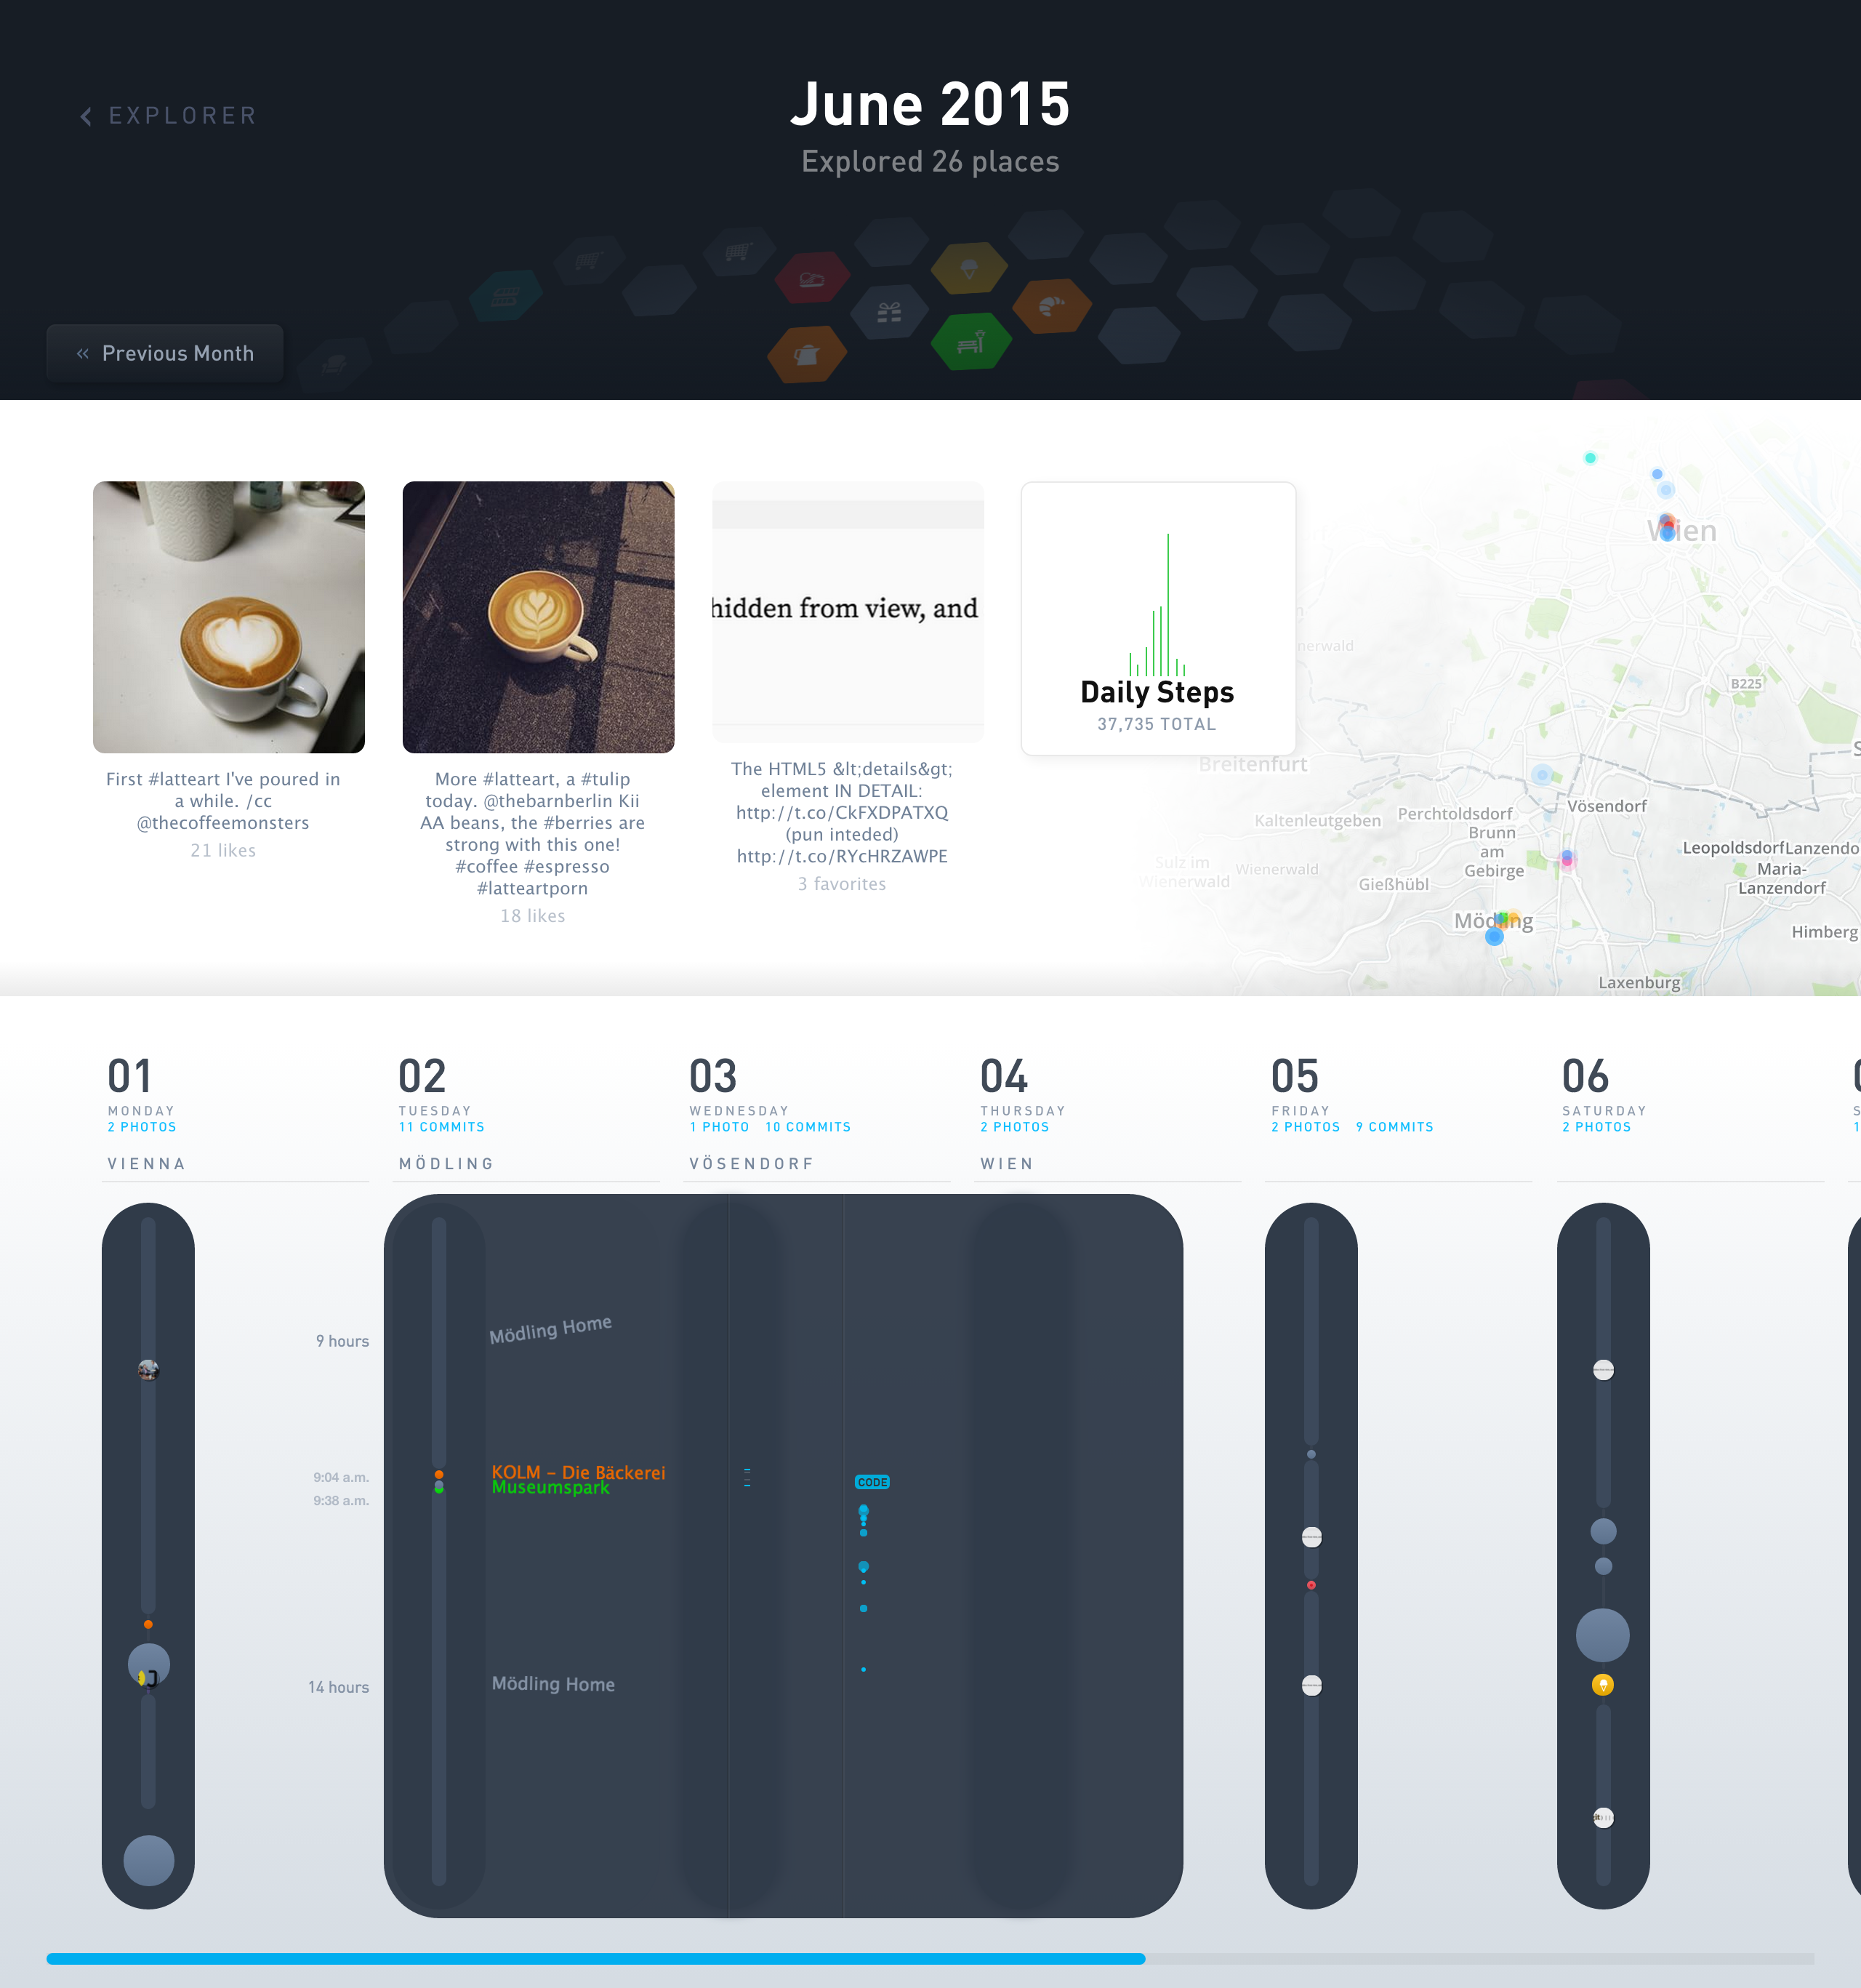 EXPLORER
June 2015
Explored 26 places
« Previous Month
First #latteart I've poured in
a while. /cc
@thecoffeemonsters
21 likes
More #latteart, a #tulip
today. @thebarnberlin Kii
AA beans, the #berries are
strong with this one!
#coffee #espresso
#latteartporn
18 likes
hidden from view, and
The HTML5 &lt;details&gt;
element IN DETAIL:
http://t.co/CkFXDPATXQ
(pun inteded)
http://t.co/RYcHRZAWPE
3 favorites
Daily Steps
37,735 TOTAL
Wien
nerwald
B225
Breitenfurt
Vösendorf
Perchtoldsdorf
Kaltenleutgeben
Brunn
am
Gebirge
Leopoldsdorf
Lanzendo
Sulz im
Wienerwald
Wienerwald
Gießhübl
Maria-
Lanzendorf
Mödling
Himberg
Laxenburg
01
MONDAY
2 PHOTOS
VIENNA
02
TUESDAY
11 COMMITS
MÖDLING
03
WEDNESDAY
1 PHOTO 10 COMMITS
VÖSENDORF
04
THURSDAY
2 PHOTOS
WIEN
05
FRIDAY
2 PHOTOS 9 COMMITS
06
SATURDAY
2 PHOTOS
9 hours
Mödling Home
9:04 a.m.
KOLM – Die Bäckerei
CODE
9:38 a.m.
Museumspark
14 hours
Mödling Home